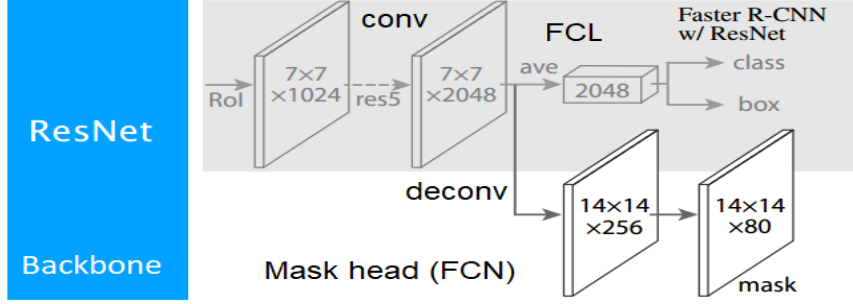 conv
FCL
Faster R-CNN
w/ ResNet
7×7
×1024
RoI
res5
7×7
×2048
ave
2048
class
box
ResNet
deconv
14×14
×256
14×14
×80
Backbone
Mask head (FCN)
mask